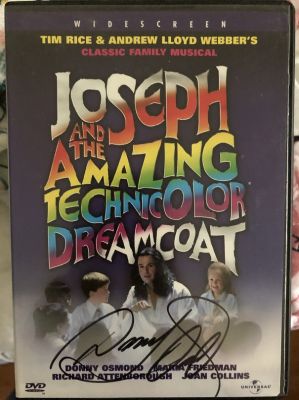 WIDESCREEN
TIM RICE & ANDREW LLOYD WEBBER'S
CLASSIC FAMILY MUSICAL
JOSEPH
AND THE
AMAZING
TECHNICOLOR
DREAMCOAT
DONNY OSMOND MARIA FRIEDMAN
RICHARD ATTENBOROUGH JOAN COLLINS
DVD
UNIVERSAL